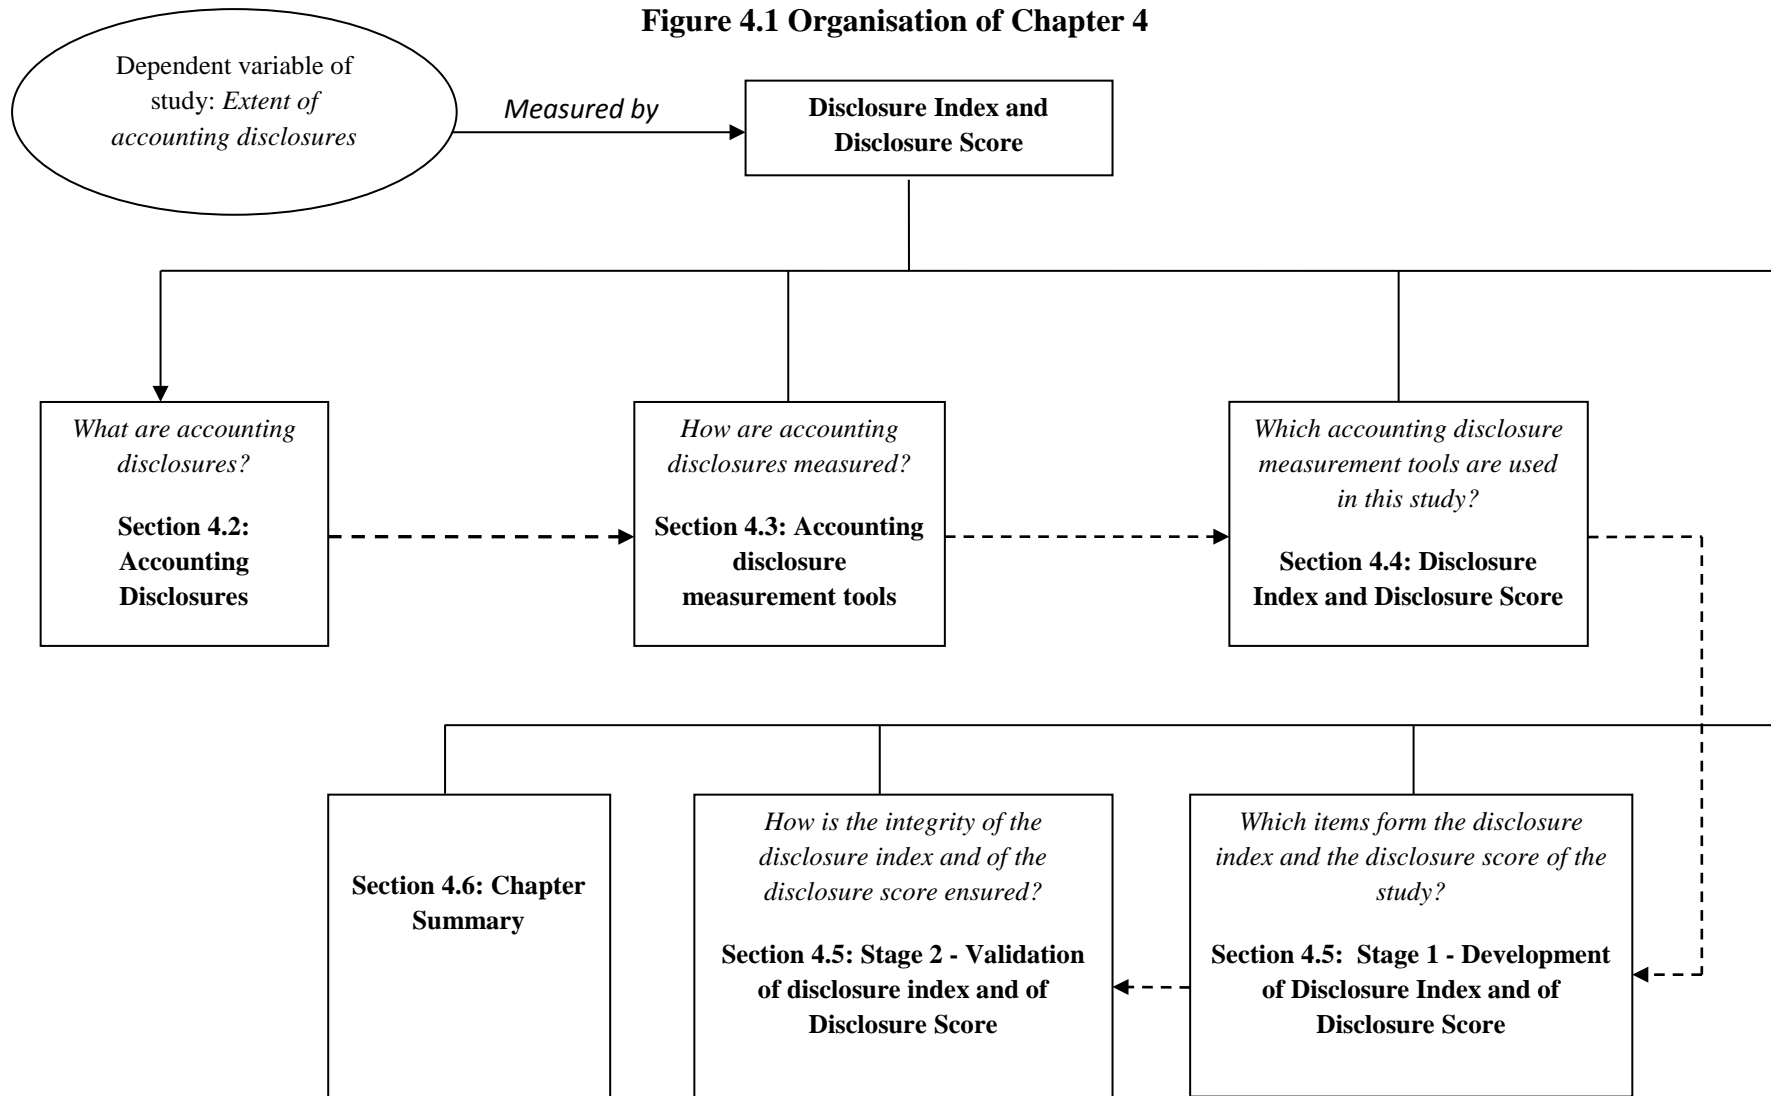 Figure 4.1 Organisation of Chapter 4
Dependent variable of
study: Extent of
accounting disclosures
Measured by
Disclosure Index and
Disclosure Score
What are accounting
disclosures?
Section 4.2:
Accounting
Disclosures
How are accounting
disclosures measured?
Section 4.3: Accounting
disclosure
measurement tools
Which accounting disclosure
measurement tools are used
in this study?
Section 4.4: Disclosure
Index and Disclosure Score
Section 4.6: Chapter
Summary
How is the integrity of the
disclosure index and of the
disclosure score ensured?
Section 4.5: Stage 2 - Validation
of disclosure index and of
Disclosure Score
Which items form the disclosure
index and the disclosure score of the
study?
Section 4.5:  Stage 1 - Development
of Disclosure Index and of
Disclosure Score